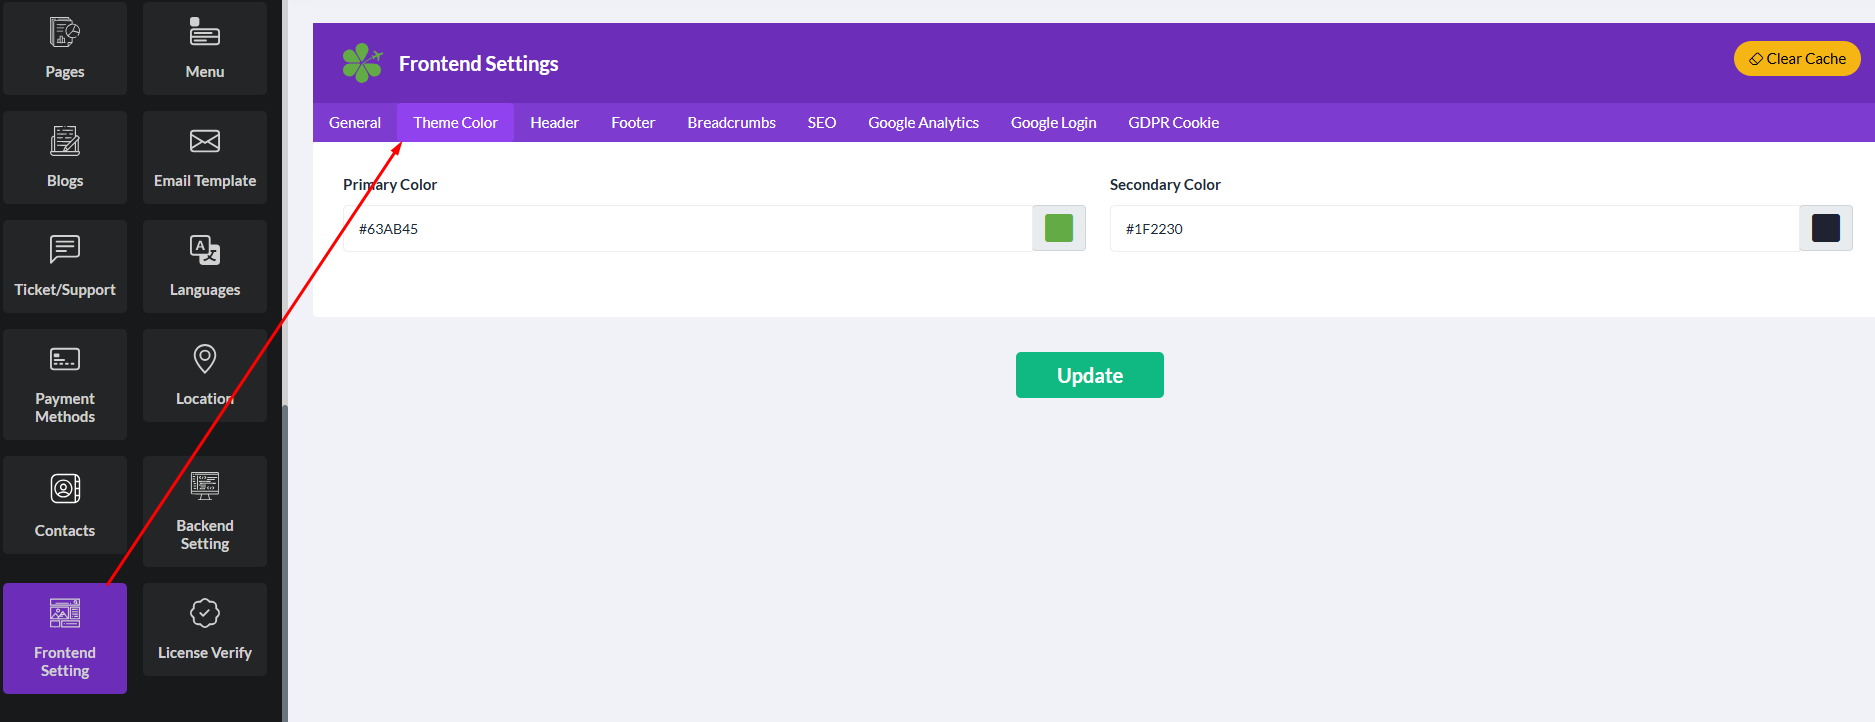 Pages
Menu
Blogs
Email Template
Ticket/Support
Languages
Payment
Methods
Location
Contacts
Backend
Setting
Frontend
Setting
License Verify
Frontend Settings
Clear Cache
General
Theme Color
Header
Footer
Breadcrumbs
SEO
Google Analytics
Google Login
GDPR Cookie
Primary Color
Secondary Color
#63AB45
#1F2230
Update